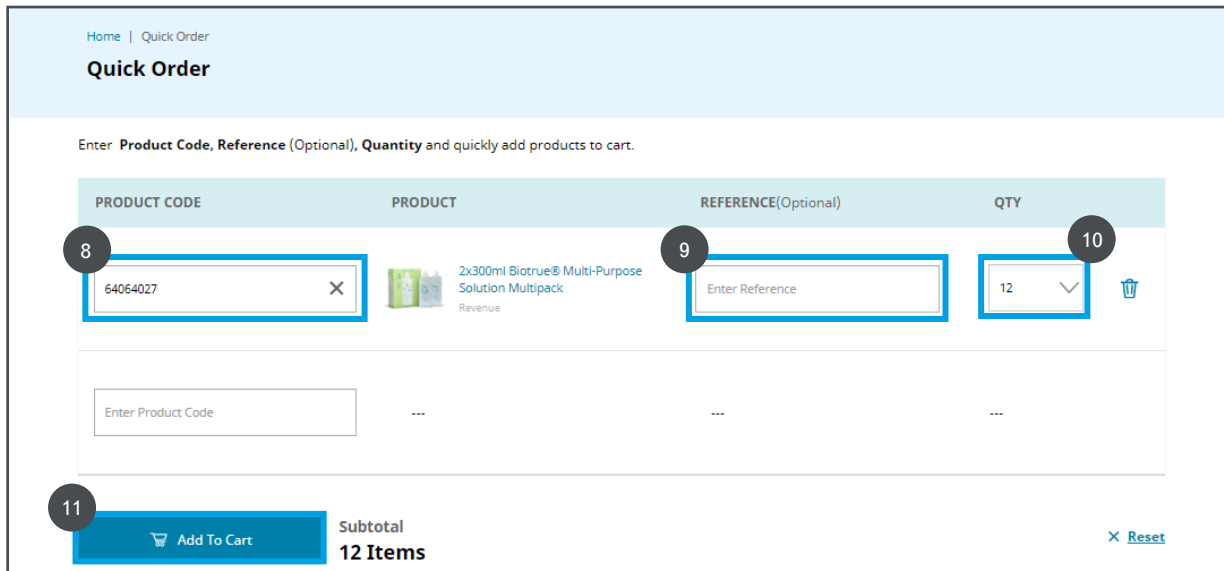 Home | Quick Order
Quick Order
Enter Product Code, Reference (Optional), Quantity and quickly add products to cart.
PRODUCT CODE PRODUCT REFERENCE(Optional) QTY
8 9 10
64064027 2x300ml Biotrue® Multi-Purpose Enter Reference 12
Solution Multipack
Revenue
Enter Product Code --- --- ---
11
Add To Cart Subtotal Reset
12 Items